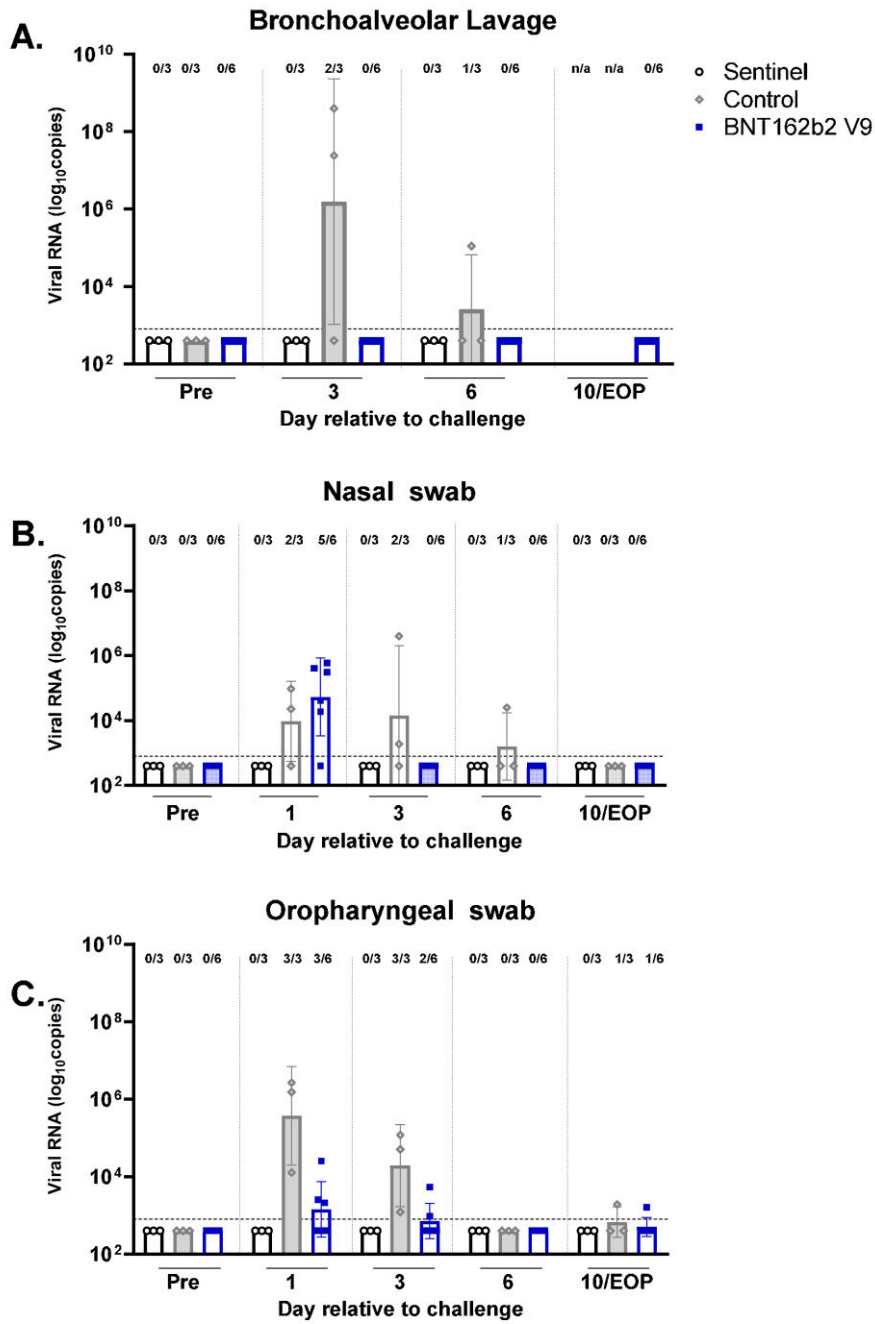 Bronchoalveolar Lavage
A.
0/3 0/3 0/6 0/3 2/3 0/6 0/3 1/3 0/6 n/a n/a 0/6
Sentinel
Control
BNT162b2 V9
10^10
10^8
10^6
10^4
10^2
Viral RNA (log₁₀copies)
Pre 3 6 10/EOP
Day relative to challenge
Nasal swab
B.
0/3 0/3 0/6 0/3 2/3 5/6 0/3 2/3 0/6 0/3 1/3 0/6 0/3 0/3 0/6
10^10
10^8
10^6
10^4
10^2
Viral RNA (log₁₀copies)
Pre 1 3 6 10/EOP
Day relative to challenge
Oropharyngeal swab
C.
0/3 0/3 0/6 0/3 3/3 3/6 0/3 3/3 2/6 0/3 0/3 0/6 0/3 1/3 1/6
10^10
10^8
10^6
10^4
10^2
Viral RNA (log₁₀copies)
Pre 1 3 6 10/EOP
Day relative to challenge